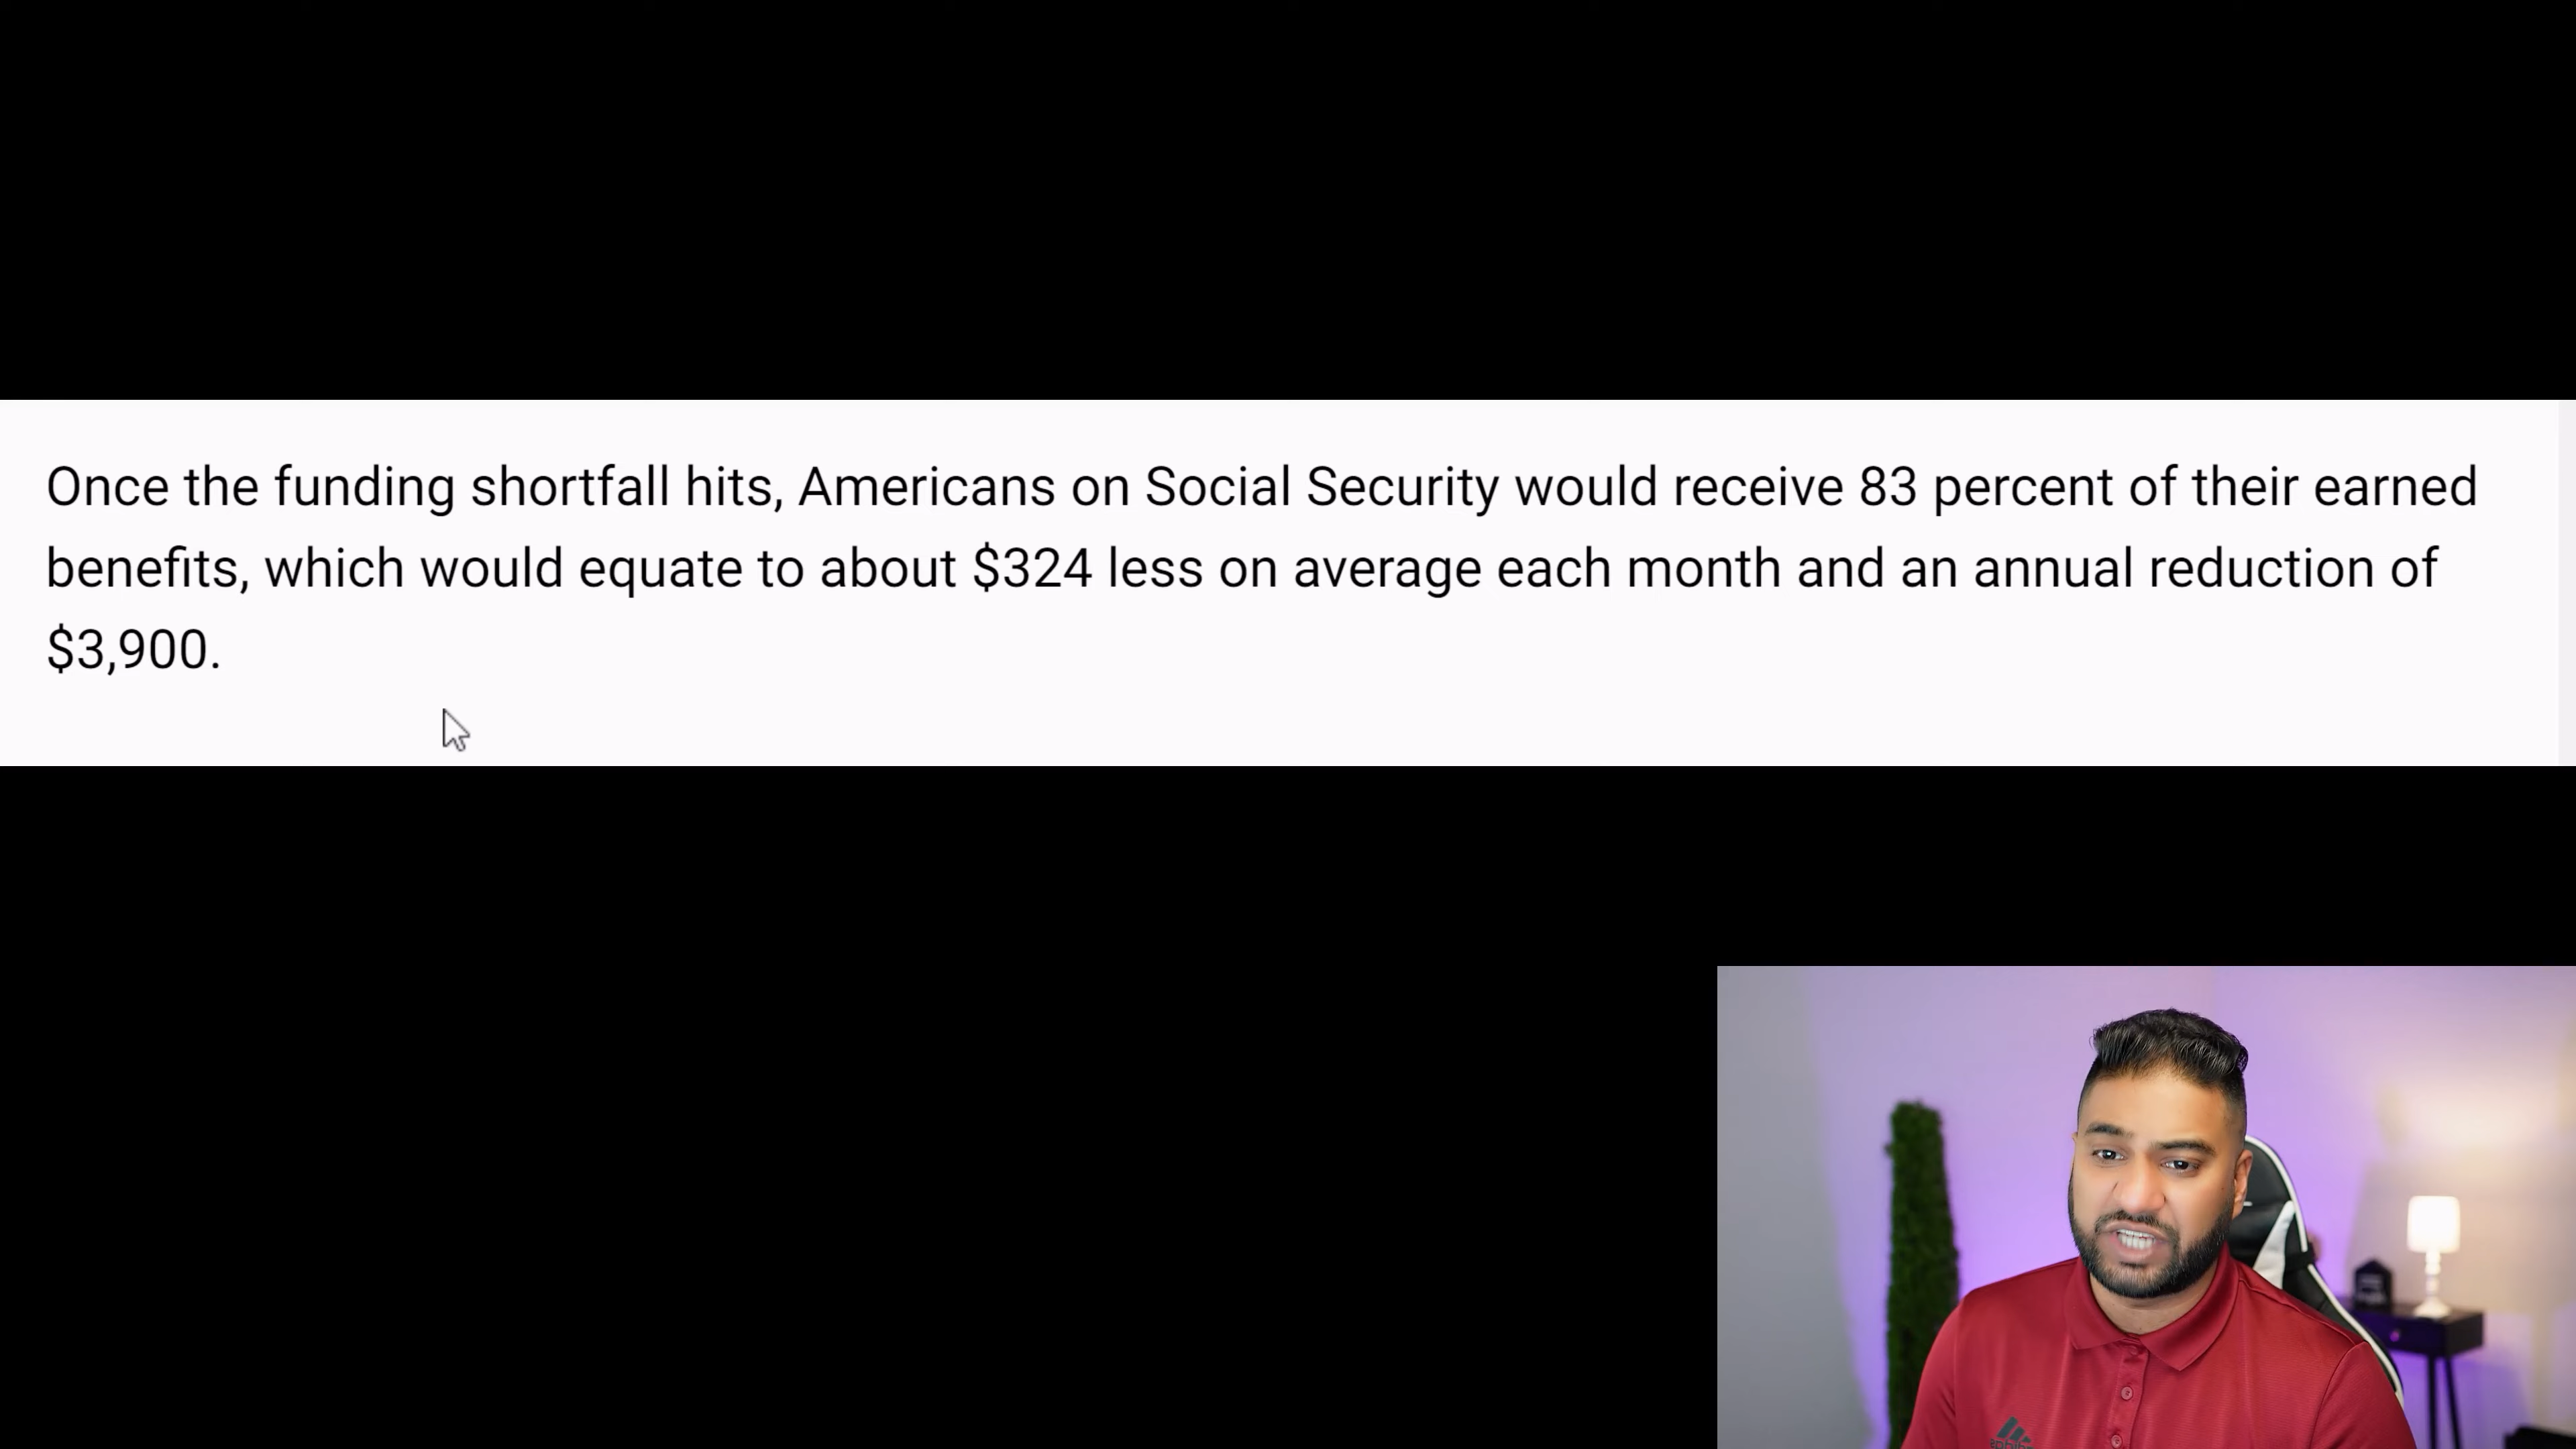 Once the funding shortfall hits, Americans on Social Security would receive 83 percent of their earned
benefits, which would equate to about $324 less on average each month and an annual reduction of
$3,900.